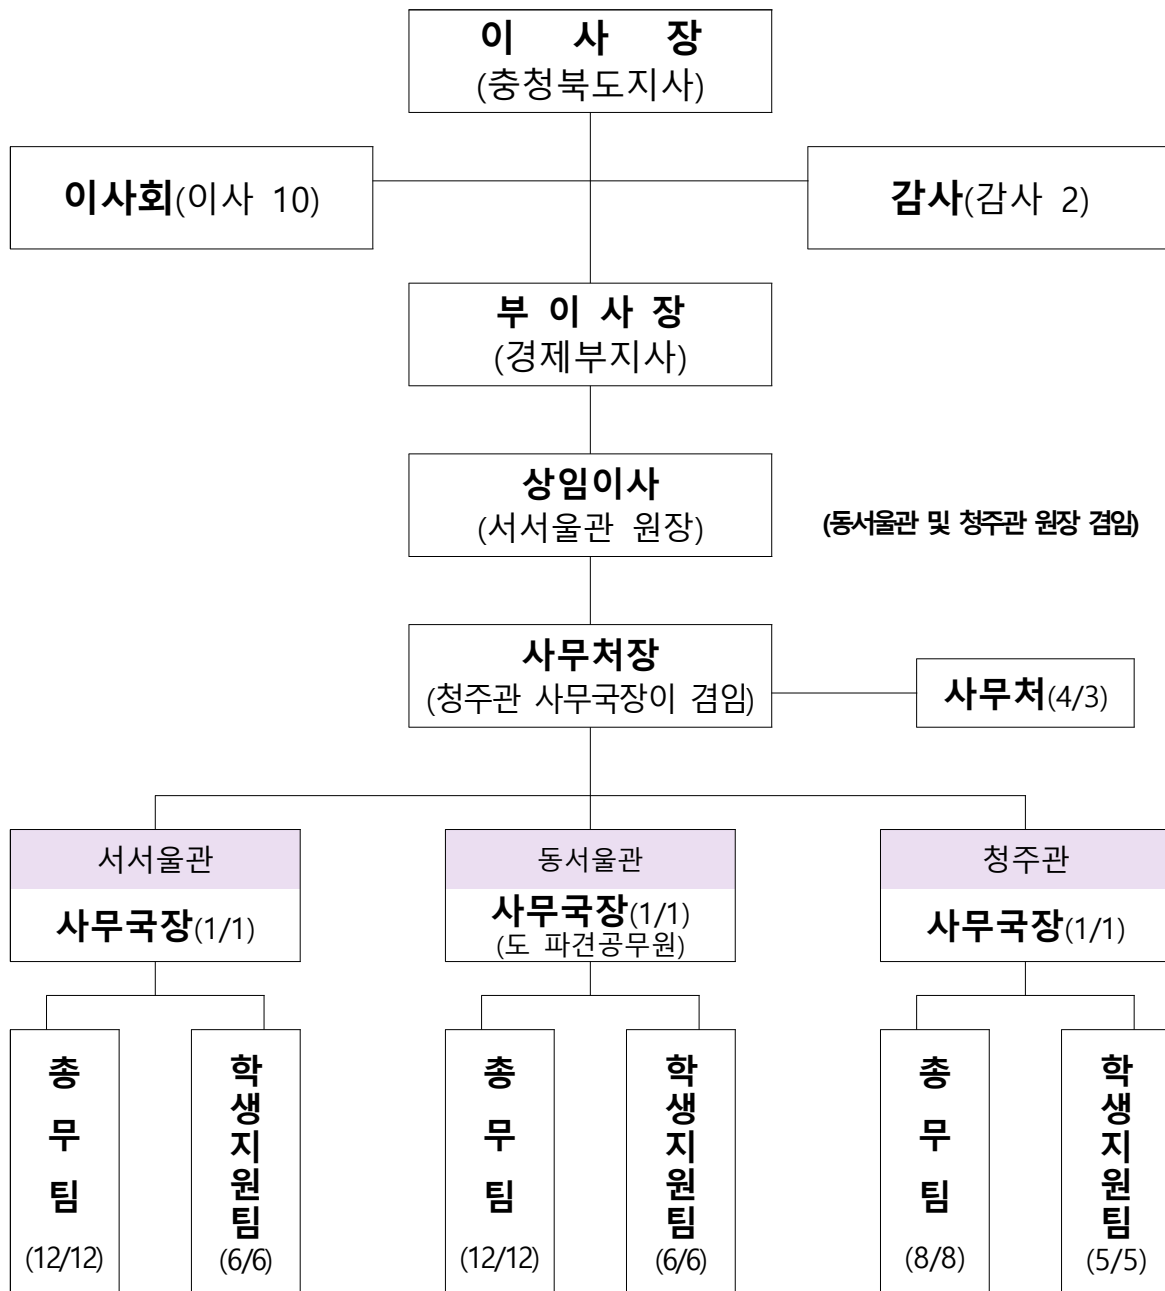 이 사 장
(충청북도지사)
이사회(이사 10)
감사(감사 2)
부 이 사 장
(경제부지사)
상임이사
(서서울관 원장)
(동서울관 및 청주관 원장 겸임)
사무처장
(청주관 사무국장이 겸임)
사무처(4/3)
서서울관
사무국장(1/1)
동서울관
사무국장(1/1)
(도 파견공무원)
청주관
사무국장(1/1)
총무팀
(12/12)
학생지원팀
(6/6)
총무팀
(12/12)
학생지원팀
(6/6)
총무팀
(8/8)
학생지원팀
(5/5)